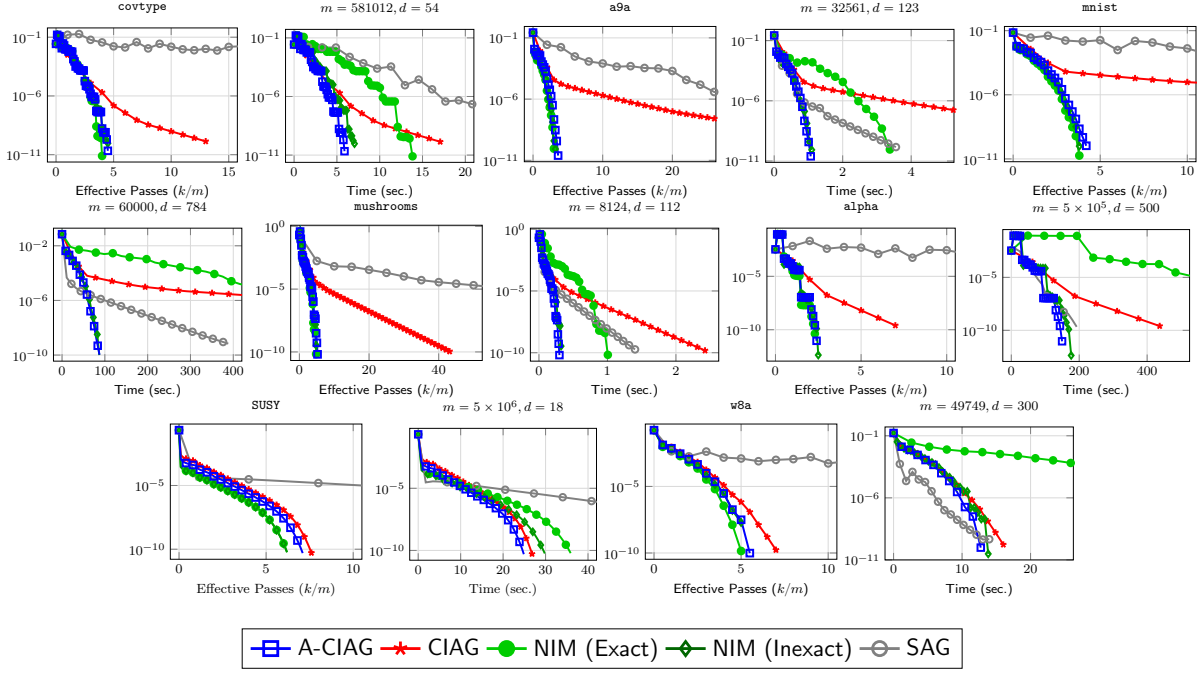 covtype
m = 581012, d = 54
a9a
m = 32561, d = 123
mnist
10⁻¹
10⁻⁶
10⁻¹¹
0 5 10 15
Effective Passes (k/m)
10⁻¹
10⁻⁶
10⁻¹¹
0 5 10 15 20
Time (sec.)
10⁻¹
10⁻⁶
10⁻¹¹
0 10 20
Effective Passes (k/m)
10⁻¹
10⁻⁶
10⁻¹¹
0 2 4
Time (sec.)
10⁻¹
10⁻⁶
10⁻¹¹
0 5 10
Effective Passes (k/m)
m = 60000, d = 784
mushrooms
m = 8124, d = 112
alpha
m = 5 × 10⁵, d = 500
10⁻²
10⁻⁶
10⁻¹⁰
0 100 200 300 400
Time (sec.)
10⁰
10⁻⁵
10⁻¹⁰
0 20 40
Effective Passes (k/m)
10⁰
10⁻⁵
10⁻¹⁰
0 1 2
Time (sec.)
10⁻⁵
10⁻¹⁰
0 5 10
Effective Passes (k/m)
10⁻⁵
10⁻¹⁰
0 200 400
Time (sec.)
SUSY
m = 5 × 10⁶, d = 18
w8a
m = 49749, d = 300
10⁻⁵
10⁻¹⁰
0 5 10
Effective Passes (k/m)
10⁻⁵
10⁻¹⁰
0 10 20 30 40
Time (sec.)
10⁰
10⁻⁵
10⁻¹⁰
0 5 10
Effective Passes (k/m)
10⁻¹
10⁻⁶
10⁻¹¹
0 10 20
Time (sec.)
A-CIAG CIAG NIM (Exact) NIM (Inexact) SAG